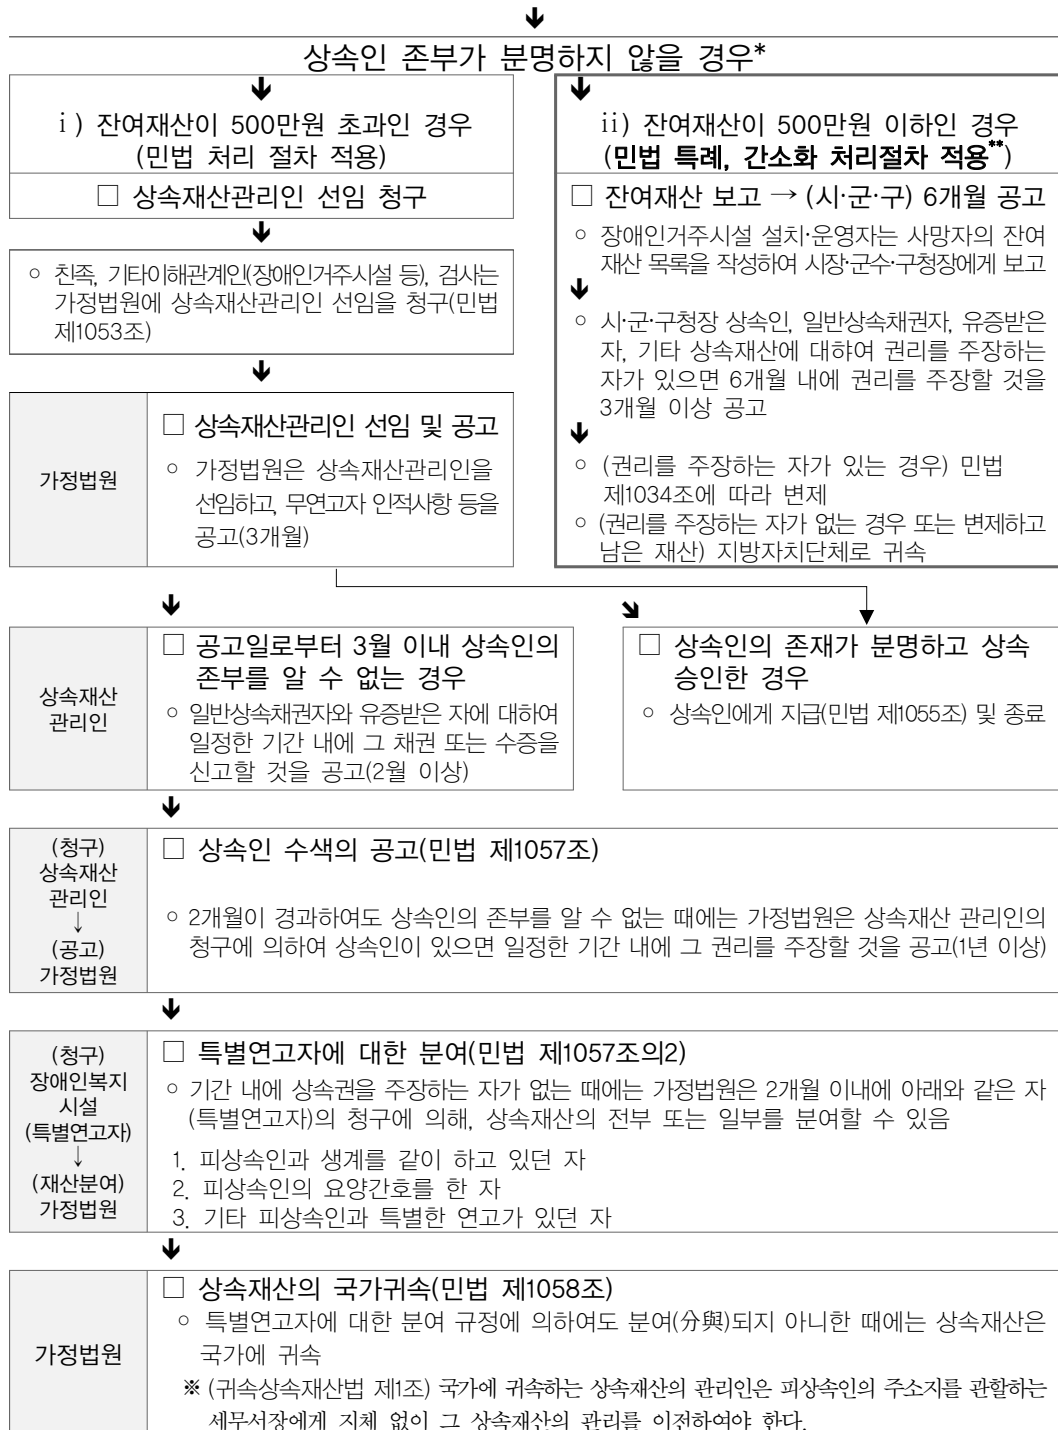 상속인 존부가 분명하지 않을 경우*
ⅰ) 잔여재산이 500만원 초과인 경우
(민법 처리 절차 적용)
□ 상속재산관리인 선임 청구
○ 친족, 기타이해관계인(장애인거주시설 등), 검사는
가정법원에 상속재산관리인 선임을 청구(민법
제1053조)
ⅱ) 잔여재산이 500만원 이하인 경우
(민법 특례, 간소화 처리절차 적용**)
□ 잔여재산 보고 → (시·군·구) 6개월 공고
○ 장애인거주시설 설치·운영자는 사망자의 잔여
재산 목록을 작성하여 시장·군수·구청장에게 보고
○ 시·군·구청장 상속인, 일반상속채권자, 유증받은
자, 기타 상속재산에 대햐여 권리를 주장하는
자가 있으면 6개월 내에 권리를 주장할 것을
3개월 이상 공고
○ (권리를 주장하는 자가 있는 경우) 민법
제1034조에 따라 변제
○ (권리를 주장하는 자가 없는 경우 또는 변제하고
남은 재산) 지방자치단체로 귀속
가정법원
□ 상속재산관리인 선임 및 공고
○ 가정법원은 상속재산관리인을
선임하고, 무연고자 인적사항 등을
공고(3개월)
상속재산
관리인
□ 공고일로부터 3월 이내 상속인의
존부를 알 수 없는 경우
○ 일반상속채권자와 유증받은 자에 대하여
일정한 기간 내에 그 채권 또는 수증을
신고할 것을 공고(2월 이상)
□ 상속인의 존재가 분명하고 상속
승인한 경우
○ 상속인에게 지급(민법 제1055조) 및 종료
(청구)
상속재산
관리인
↓
(공고)
가정법원
□ 상속인 수색의 공고(민법 제1057조)
○ 2개월이 경과하여도 상속인의 존부를 알 수 없는 때에는 가정법원은 상속재산 관리인의
청구에 의하여 상속인이 있으면 일정한 기간 내에 그 권리를 주장할 것을 공고(1년 이상)
(청구)
장애인복지
시설
(특별연고자)
↓
(재산분여)
가정법원
□ 특별연고자에 대한 분여(민법 제1057조의2)
○ 기간 내에 상속권을 주장하는 자가 없는 때에는 가정법원은 2개월 이내에 아래와 같은 자
(특별연고자)의 청구에 의해, 상속재산의 전부 또는 일부를 분여할 수 있음
1. 피상속인과 생계를 같이 하고 있던 자
2. 피상속인의 요양간호를 한 자
3. 기타 피상속인과 특별한 연고가 있던 자
가정법원
□ 상속재산의 국가귀속(민법 제1058조)
○ 특별연고자에 대한 분여 규정에 의하여도 분여(分與)되지 아니한 때에는 상속재산은
국가에 귀속
※ (귀속상속재산법 제1조) 국가에 귀속하는 상속재산의 관리인은 피상속인의 주소지를 관할하는
세무서장에게 지체 없이 그 상속재산의 관리를 이전하여야 한다.